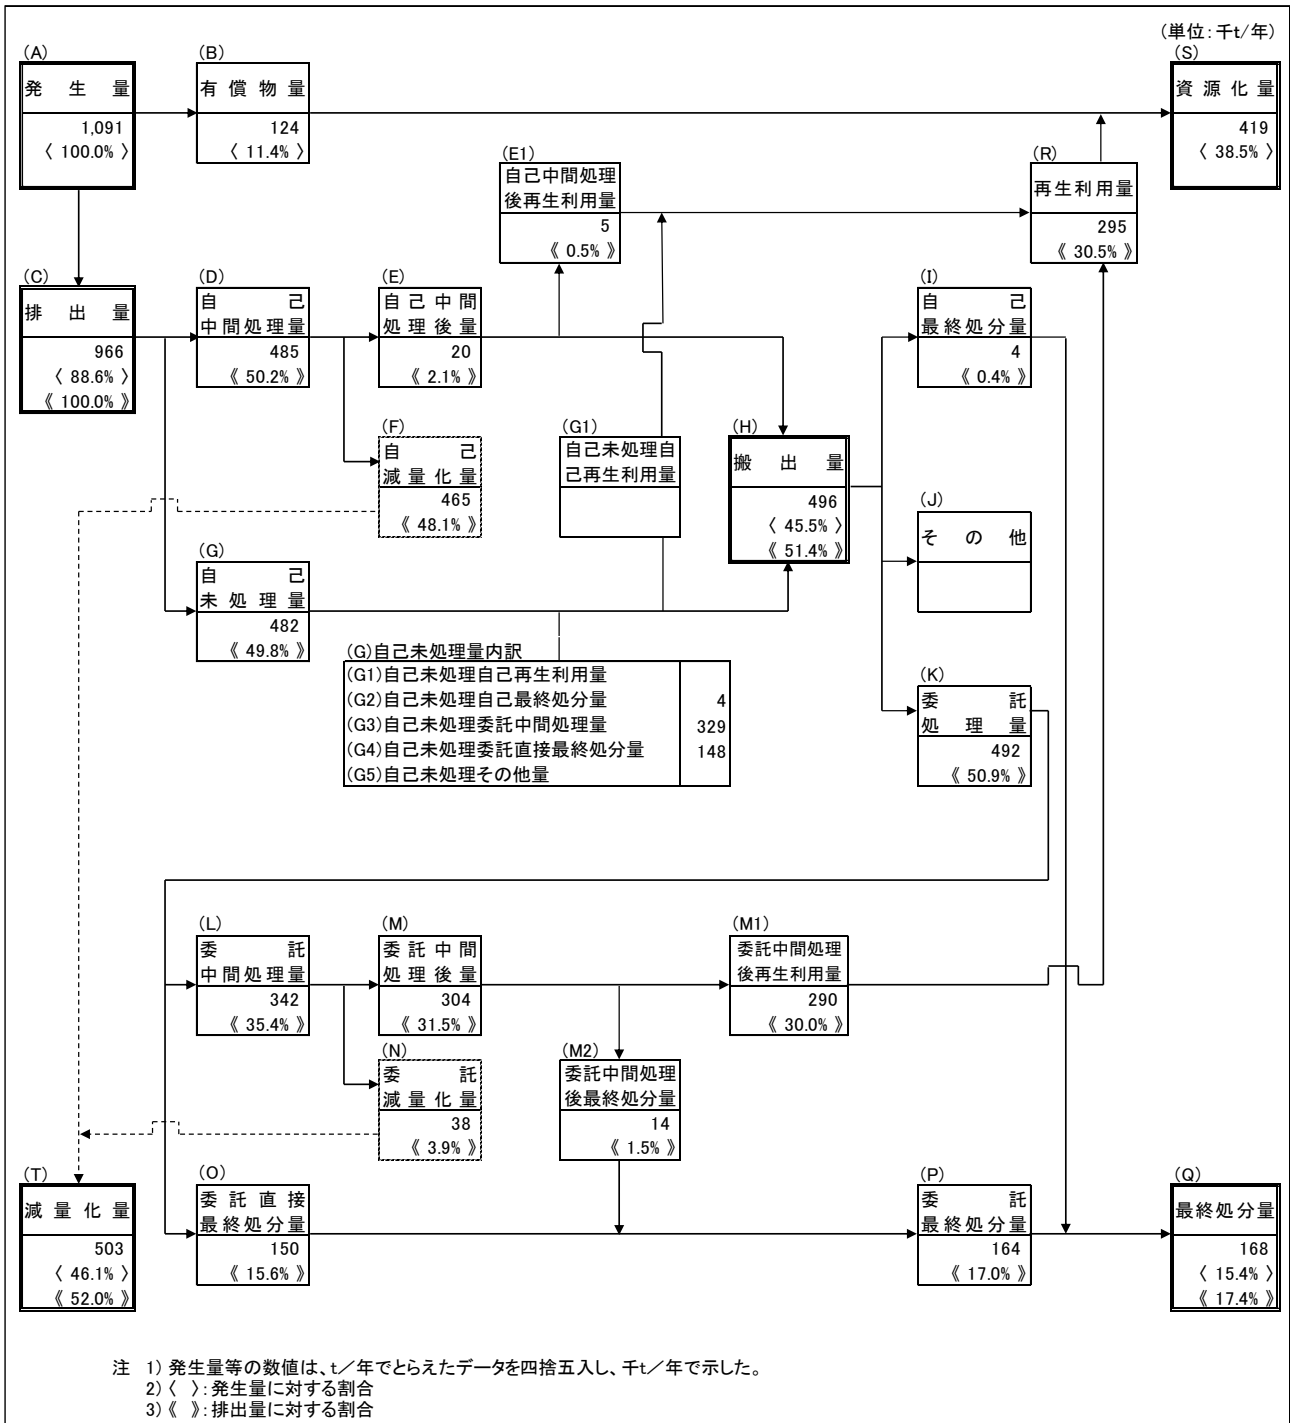 (単位:千t/年)
(A)
発生量
1,091
〈 100.0% 〉
(B)
有償物量
124
〈 11.4% 〉
(S)
資源化量
419
〈 38.5% 〉
(E1)
自己中間処理
後再生利用量
5
《 0.5% 》
(R)
再生利用量
295
《 30.5% 》
(C)
排出量
966
〈 88.6% 〉
《 100.0% 》
(D)
自己
中間処理量
485
《 50.2% 》
(E)
自己中間
処理後量
20
《 2.1% 》
(I)
自己
最終処分量
4
《 0.4% 》
(F)
自己
減量化量
465
《 48.1% 》
(G1)
自己未処理自
己再生利用量
(H)
搬出量
496
〈 45.5% 〉
《 51.4% 》
(J)
その他
(G)
自己
未処理量
482
《 49.8% 》
(G)自己未処理量内訳
(G1)自己未処理自己再生利用量
(G2)自己未処理自己最終処分量 4
(G3)自己未処理委託中間処理量 329
(G4)自己未処理委託直接最終処分量 148
(G5)自己未処理その他量
(K)
委託
処理量
492
《 50.9% 》
(L)
委託
中間処理量
342
《 35.4% 》
(M)
委託中間
処理後量
304
《 31.5% 》
(M1)
委託中間処理
後再生利用量
290
《 30.0% 》
(N)
委託
減量化量
38
《 3.9% 》
(M2)
委託中間処理
後最終処分量
14
《 1.5% 》
(T)
減量化量
503
〈 46.1% 〉
《 52.0% 》
(O)
委託直接
最終処分量
150
《 15.6% 》
(P)
委託
最終処分量
164
《 17.0% 》
(Q)
最終処分量
168
〈 15.4% 〉
《 17.4% 》
注 1) 発生量等の数値は、t/年でとらえたデータを四捨五入し、千t/年で示した。
2)〈 〉:発生量に対する割合
3)《 》:排出量に対する割合